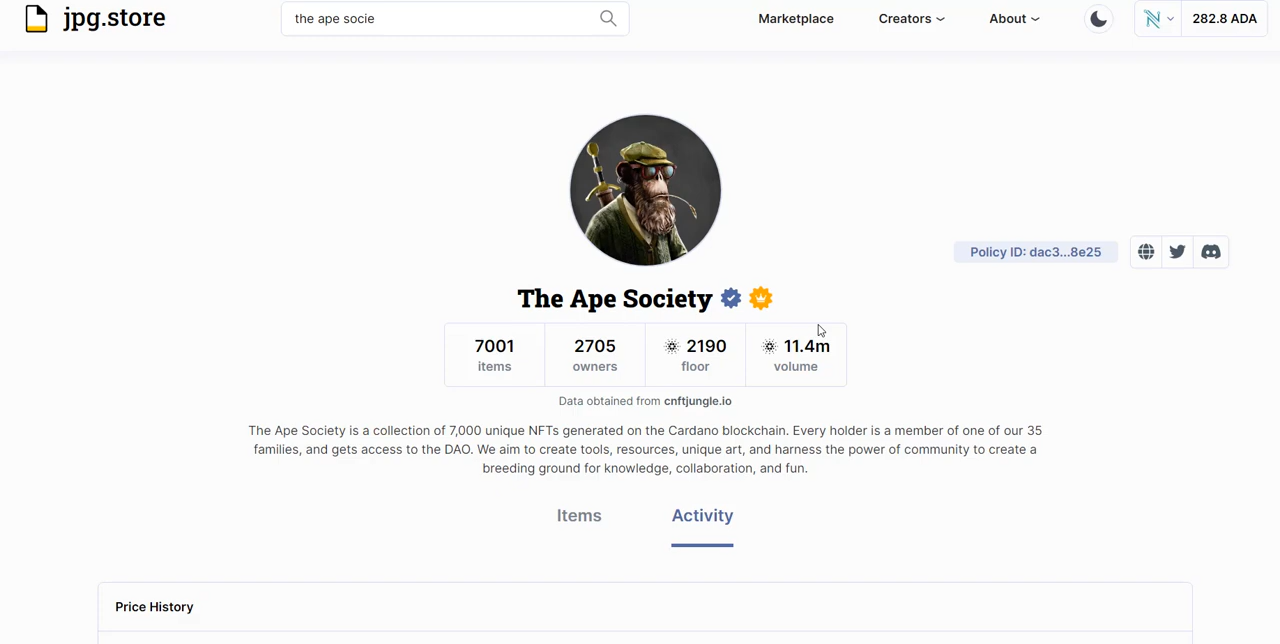 jpg.store
the ape socie
Marketplace
Creators
About
282.8 ADA
Policy ID: dac3...8e25
The Ape Society
7001
items
2705
owners
2190
floor
11.4m
volume
Data obtained from cnftjungle.io
The Ape Society is a collection of 7,000 unique NFTs generated on the Cardano blockchain. Every holder is a member of one of our 35
families, and gets access to the DAO. We aim to create tools, resources, unique art, and harness the power of community to create a
breeding ground for knowledge, collaboration, and fun.
Items
Activity
Price History